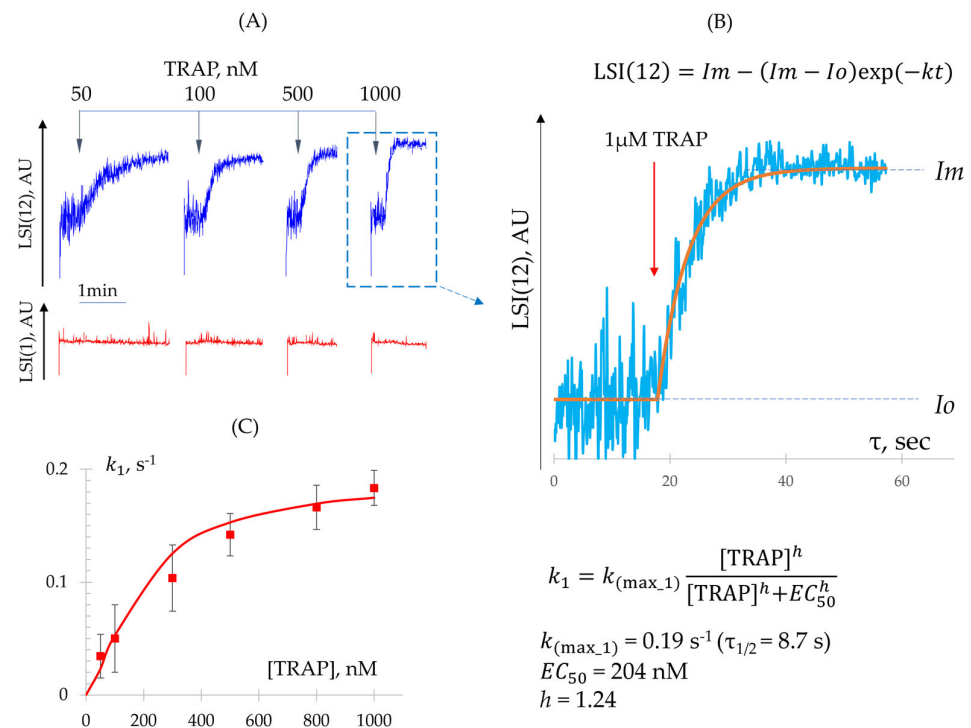 (A)
TRAP, nM
50 100 500 1000
LSI(12), AU
1min
LSI(1), AU
(B)
LSI(12) = Im − (Im − Io)exp(−kt)
1μM TRAP
Im
LSI(12), AU
Io
τ, sec
0 20 40 60
(C)
k₁, s⁻¹
0.2
0.1
0
[TRAP], nM
0 200 400 600 800 1000
k₁ = k₍max_1₎ [TRAP]ʰ / [TRAP]ʰ+EC₅₀ʰ
k₍max_1₎ = 0.19 s⁻¹ (τ₁/₂ = 8.7 s)
EC₅₀ = 204 nM
h = 1.24